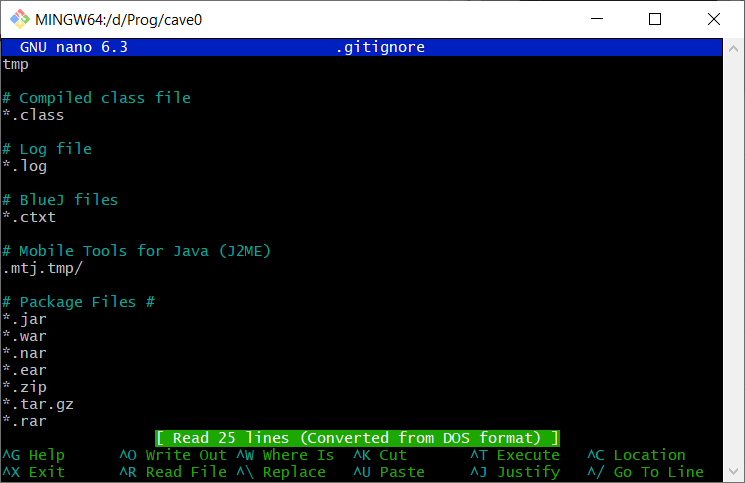 MINGW64:/d/Prog/cave0
GNU nano 6.3 .gitignore
tmp
# Compiled class file
*.class
# Log file
*.log
# BlueJ files
*.ctxt
# Mobile Tools for Java (J2ME)
.mtj.tmp/
# Package Files #
*.jar
*.war
*.nar
*.ear
*.zip
*.tar.gz
*.rar
[ Read 25 lines (Converted from DOS format) ]
^G Help ^O Write Out ^W Where Is ^K Cut ^T Execute ^C Location
^X Exit ^R Read File ^\ Replace ^U Paste ^J Justify ^/ Go To Line